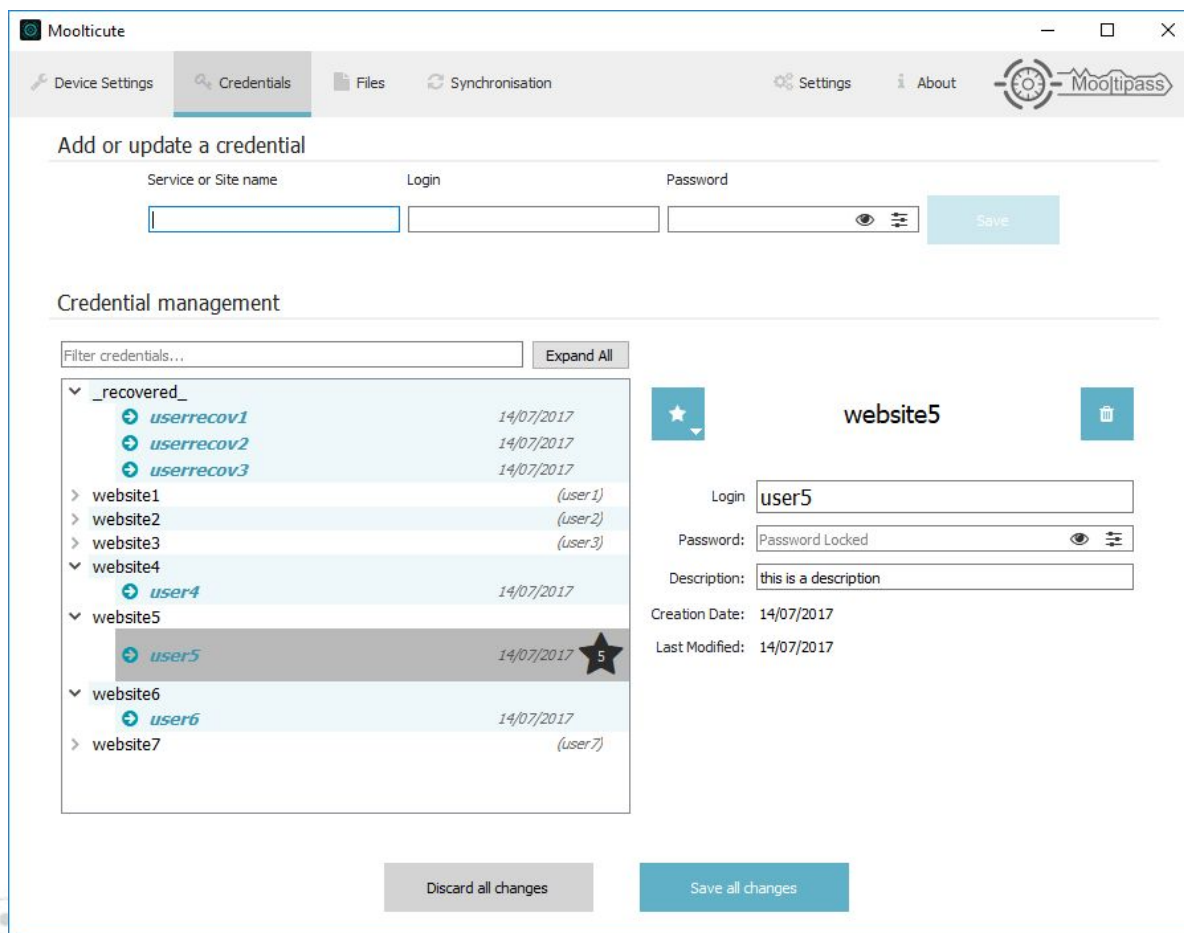 Moolticute
Device Settings Credentials Files Synchronisation Settings About Mooltipass
Add or update a credential
Service or Site name Login Password
Save
Credential management
Filter credentials... Expand All
_recovered_
userrecov1 14/07/2017
userrecov2 14/07/2017
userrecov3 14/07/2017
website1 (user1)
website2 (user2)
website3 (user3)
website4
user4 14/07/2017
website5
user5 14/07/2017 5
website6
user6 14/07/2017
website7 (user7)
website5
Login user5
Password: Password Locked
Description: this is a description
Creation Date: 14/07/2017
Last Modified: 14/07/2017
Discard all changes Save all changes